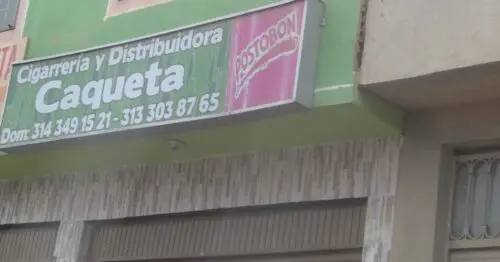 Cigarrería y Distribuidora
Caqueta
Dom: 314 349 15 21 - 313 303 87 65
POSTOBON